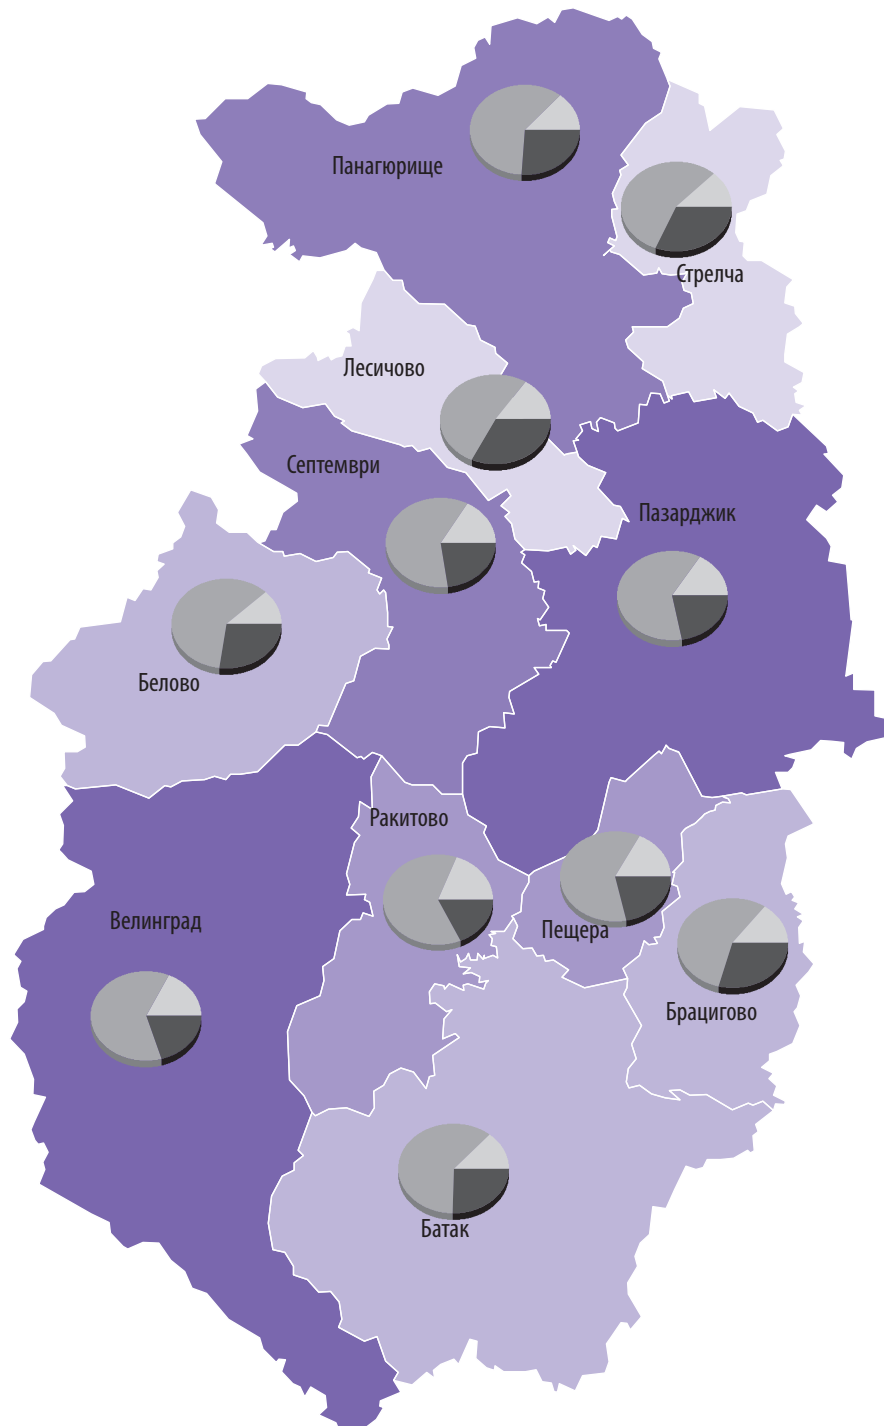 Панагюрище
Стрелча
Лесичово
Септември
Пазарджик
Белово
Ракитово
Велинград
Пещера
Брацигово
Батак